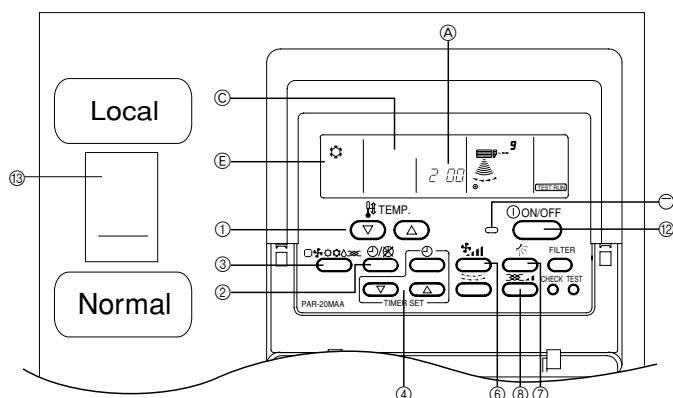 Ⓐ
Local
Ⓒ
g
Ⓔ
2 00
TEST RUN
⑬
TEMP.
ON/OFF
①
⑫
③
FILTER
②
CHECK TEST
Normal
PAR-20MAA
TIMER SET
④
⑥
⑧
⑦